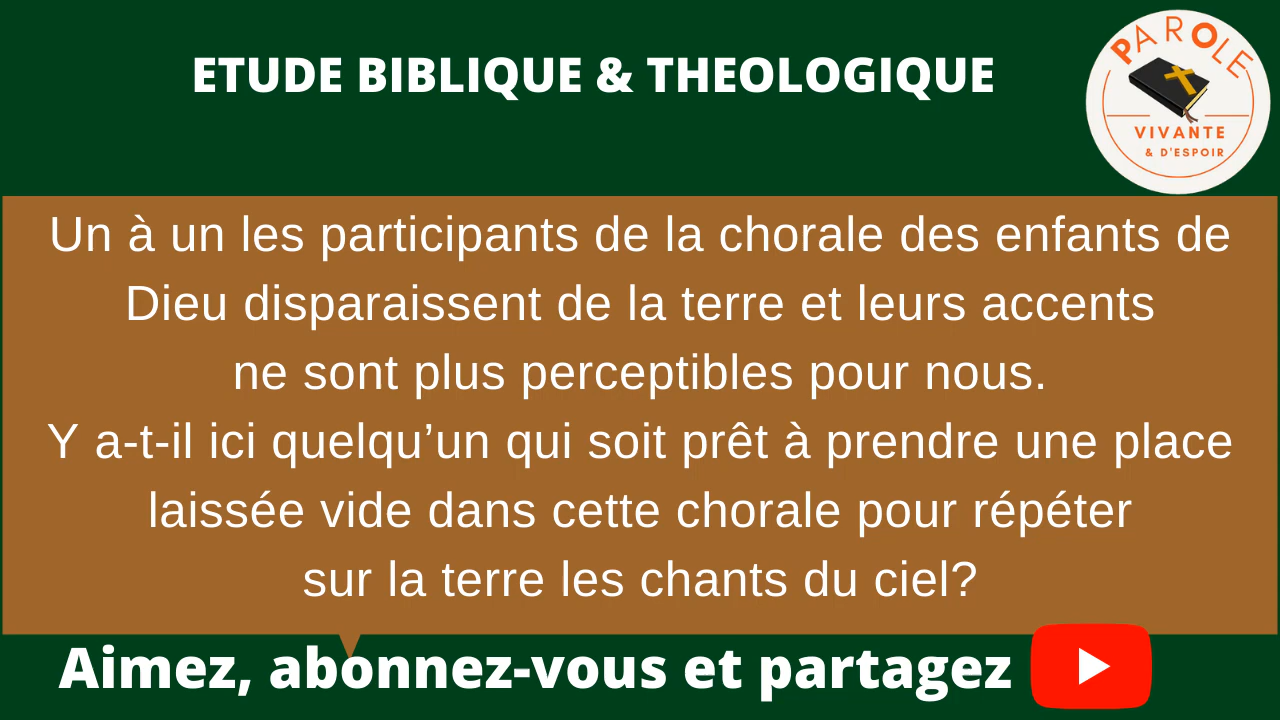 ETUDE BIBLIQUE & THEOLOGIQUE
PAROLE
VIVANTE
& D'ESPOIR
Un à un les participants de la chorale des enfants de
Dieu disparaissent de la terre et leurs accents
ne sont plus perceptibles pour nous.
Y a-t-il ici quelqu’un qui soit prêt à prendre une place
laissée vide dans cette chorale pour répéter
sur la terre les chants du ciel?
Aimez, abonnez-vous et partagez